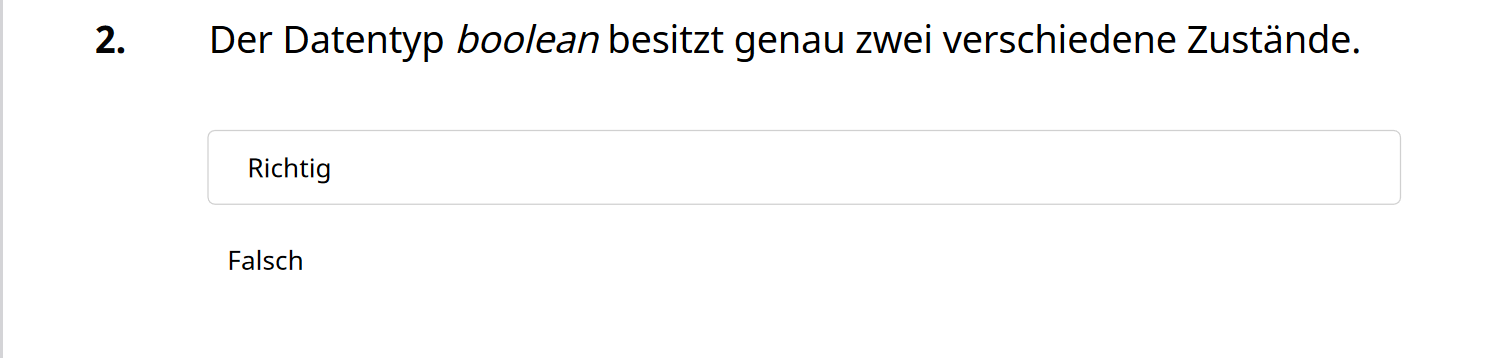 2. Der Datentyp boolean besitzt genau zwei verschiedene Zustände.
Richtig
Falsch